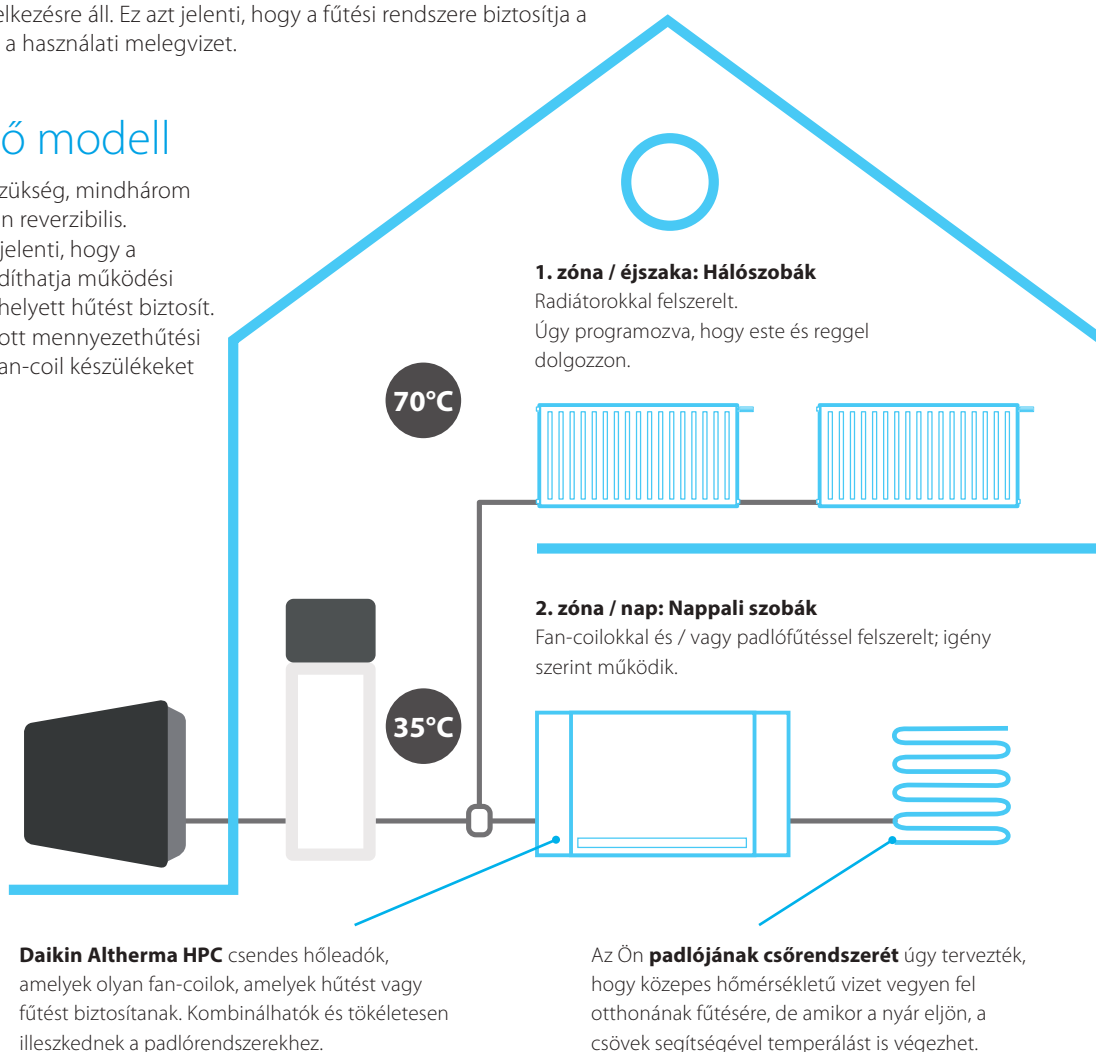 elkezésre áll. Ez azt jelenti, hogy a fűtési rendszere biztosítja a
a használati melegvizet.
ő modell
zükség, mindhárom
n reverzibilis.
jelenti, hogy a
díthatja működési
helyett hűtést biztosít.
ott mennyezethűtési
an-coil készülékeket
1. zóna / éjszaka: Hálószobák
Radiátorokkal felszerelt.
Úgy programozva, hogy este és reggel
dolgozzon.
70°C
2. zóna / nap: Nappali szobák
Fan-coilokkal és / vagy padlófűtéssel felszerelt; igény
szerint működik.
35°C
Daikin Altherma HPC csendes hőleadók,
amelyek olyan fan-coilok, amelyek hűtést vagy
fűtést biztosítanak. Kombinálhatók és tökéletesen
illeszkednek a padlórendszerekhez.
Az Ön padlójának csőrendszerét úgy tervezték,
hogy közepes hőmérsékletű vizet vegyen fel
otthonának fűtésére, de amikor a nyár eljön, a
csövek segítségével temperálást is végezhet.